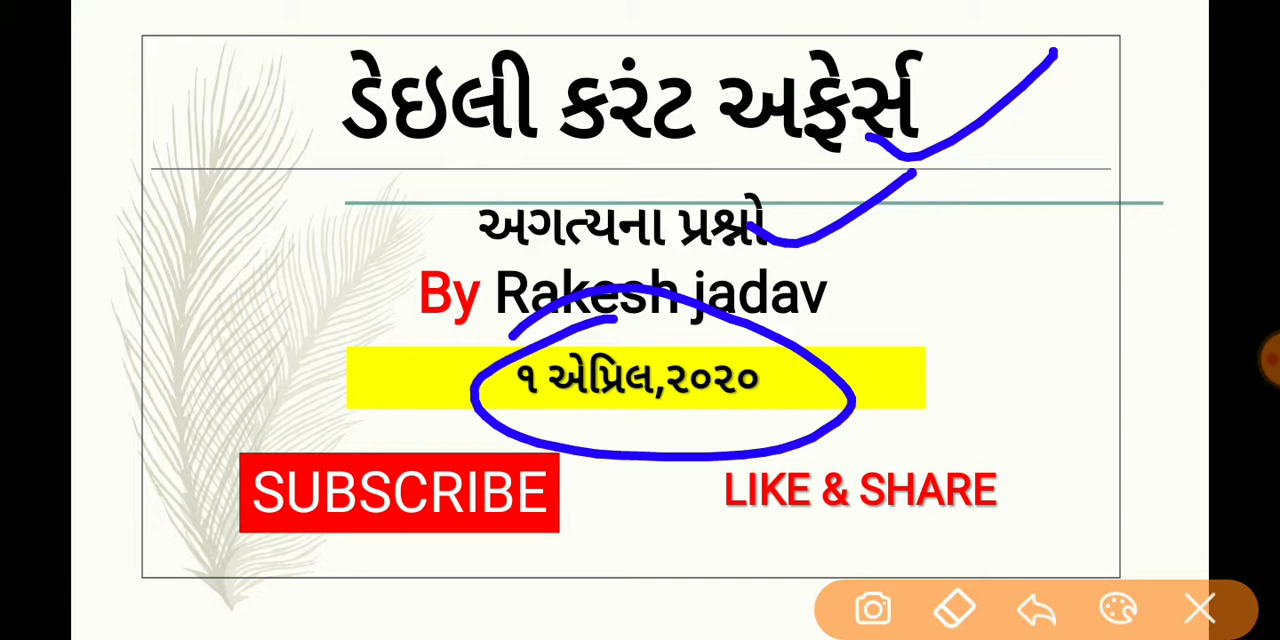 ડેઇલી કરંટ અફેર્સ
અગત્યના પ્રશ્નો
By Rakesh jadav
૧ એપ્રિલ,૨૦૨૦
SUBSCRIBE
LIKE & SHARE